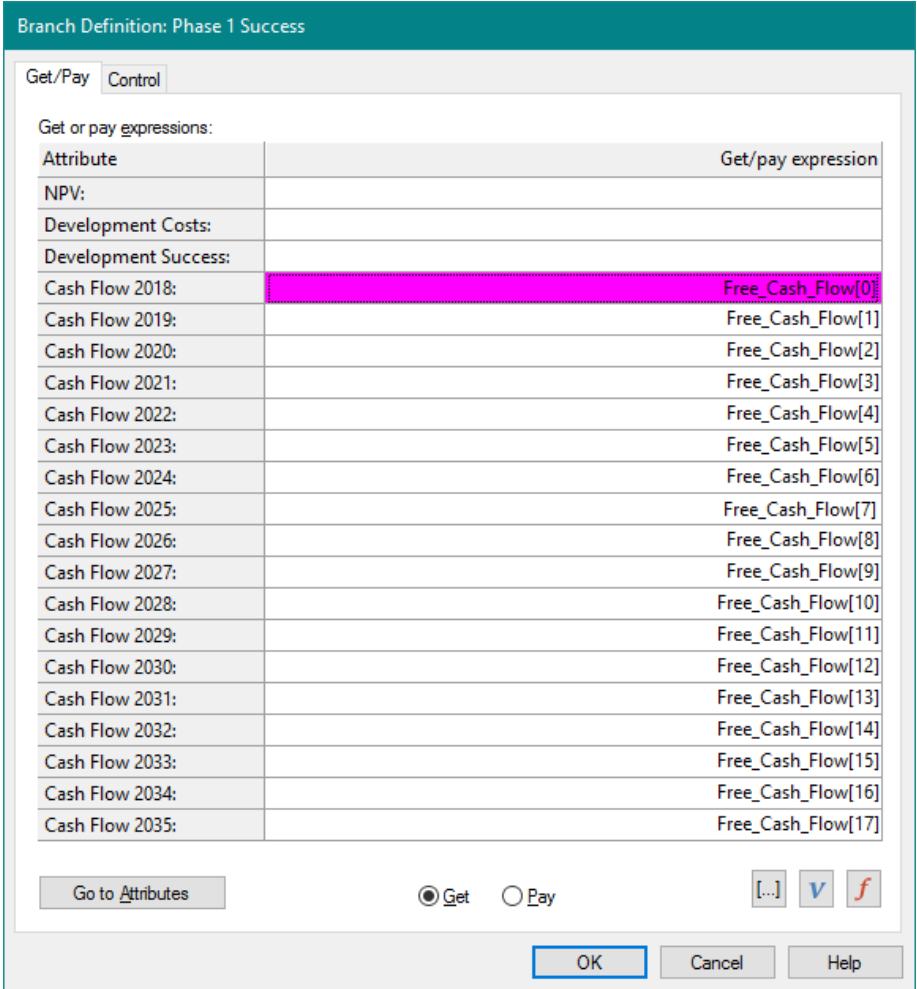 Branch Definition: Phase 1 Success
Get/Pay Control
Get or pay expressions:
Attribute Get/pay expression
NPV:
Development Costs:
Development Success:
Cash Flow 2018: Free_Cash_Flow[0]
Cash Flow 2019: Free_Cash_Flow[1]
Cash Flow 2020: Free_Cash_Flow[2]
Cash Flow 2021: Free_Cash_Flow[3]
Cash Flow 2022: Free_Cash_Flow[4]
Cash Flow 2023: Free_Cash_Flow[5]
Cash Flow 2024: Free_Cash_Flow[6]
Cash Flow 2025: Free_Cash_Flow[7]
Cash Flow 2026: Free_Cash_Flow[8]
Cash Flow 2027: Free_Cash_Flow[9]
Cash Flow 2028: Free_Cash_Flow[10]
Cash Flow 2029: Free_Cash_Flow[11]
Cash Flow 2030: Free_Cash_Flow[12]
Cash Flow 2031: Free_Cash_Flow[13]
Cash Flow 2032: Free_Cash_Flow[14]
Cash Flow 2033: Free_Cash_Flow[15]
Cash Flow 2034: Free_Cash_Flow[16]
Cash Flow 2035: Free_Cash_Flow[17]
Go to Attributes Get Pay [...] V f
OK Cancel Help